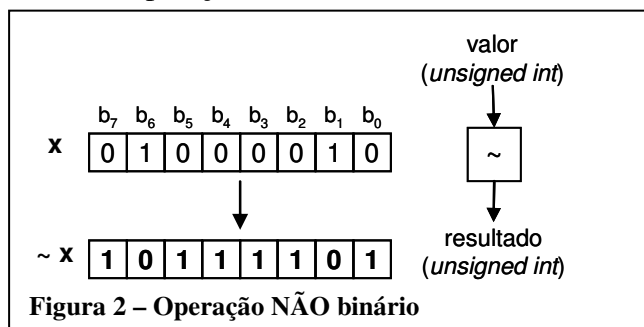 valor
(unsigned int)
b7 b6 b5 b4 b3 b2 b1 b0
x 0 1 0 0 0 0 1 0
~
~ x 1 0 1 1 1 1 0 1
resultado
(unsigned int)
Figura 2 – Operação NÃO binário